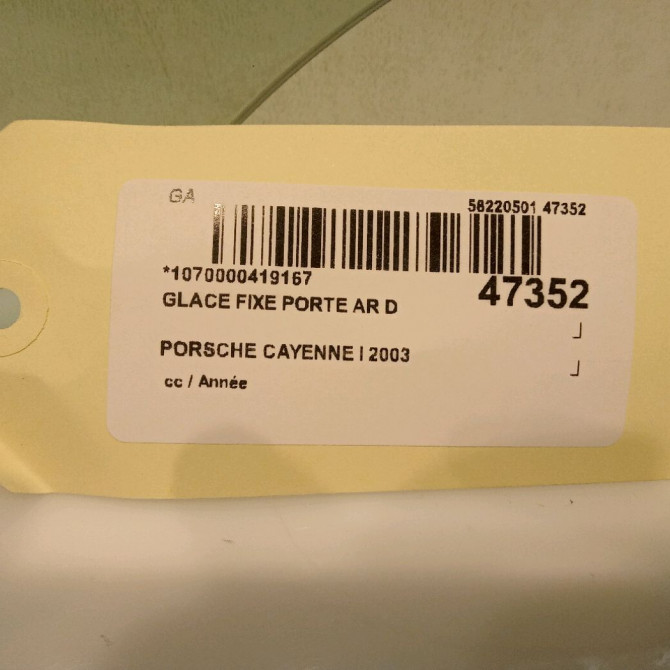 GA
58220501 47352
*1070000419167
47352
GLACE FIXE PORTE AR D
PORSCHE CAYENNE I 2003
cc / Année